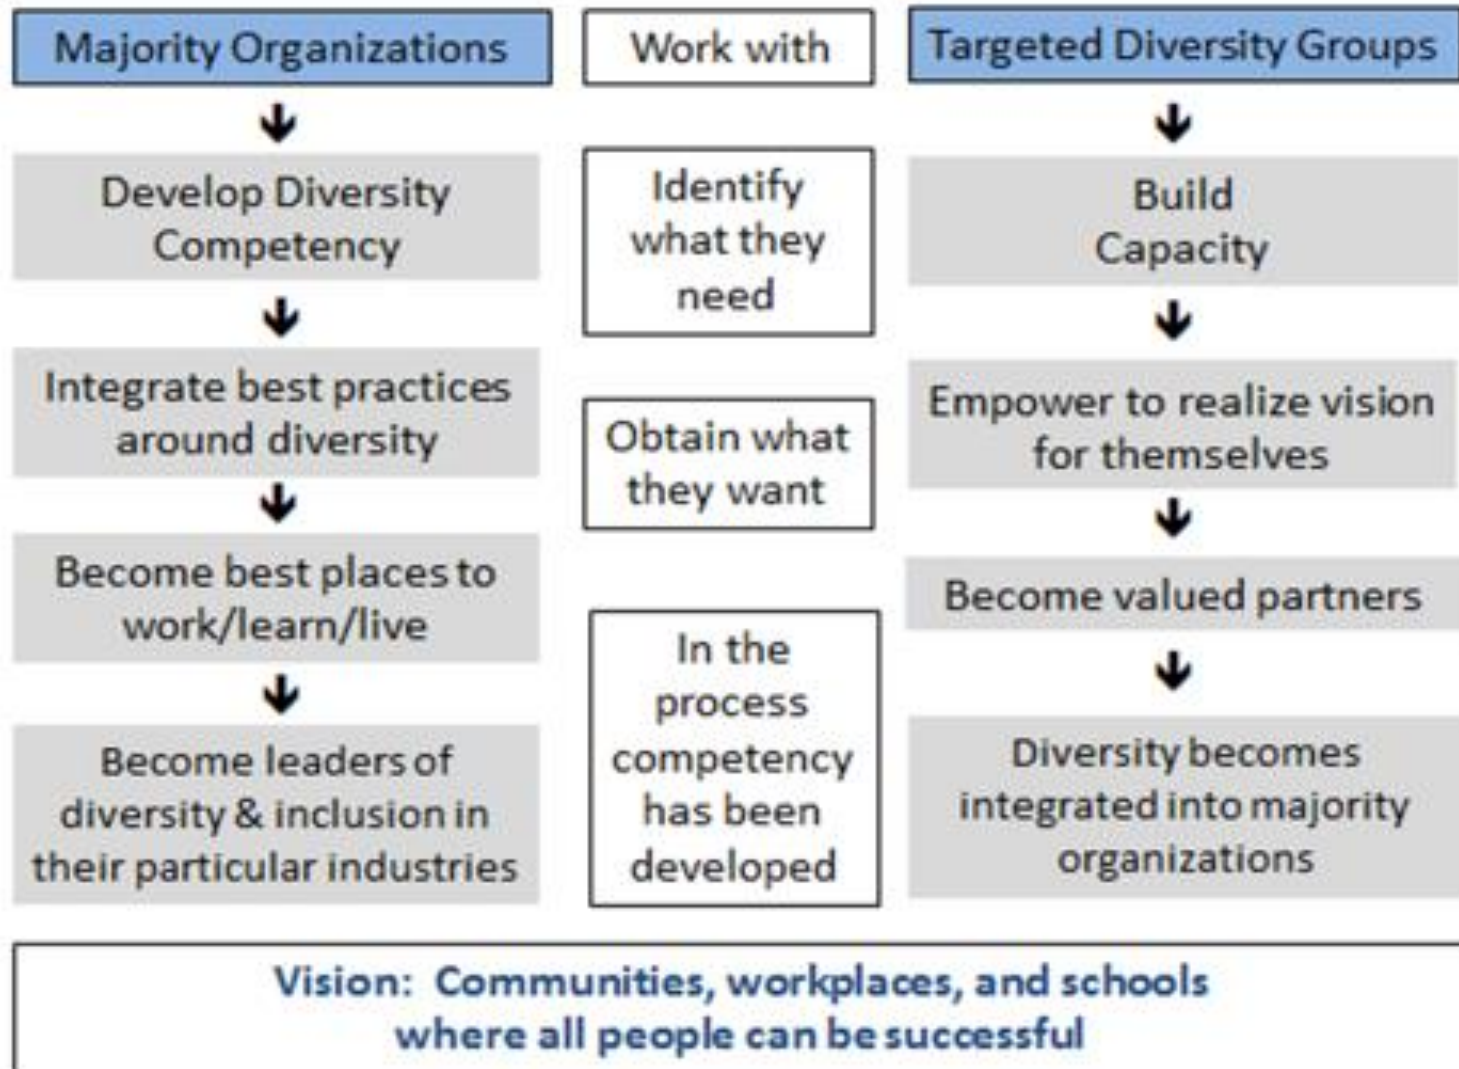 Majority Organizations
Work with
Targeted Diversity Groups
Develop Diversity
Competency
Identify
what they
need
Build
Capacity
Integrate best practices
around diversity
Obtain what
they want
Empower to realize vision
for themselves
Become best places to
work/learn/live
In the
process
competency
has been
developed
Become valued partners
Become leaders of
diversity & inclusion in
their particular industries
Diversity becomes
integrated into majority
organizations
Vision: Communities, workplaces, and schools
where all people can be successful